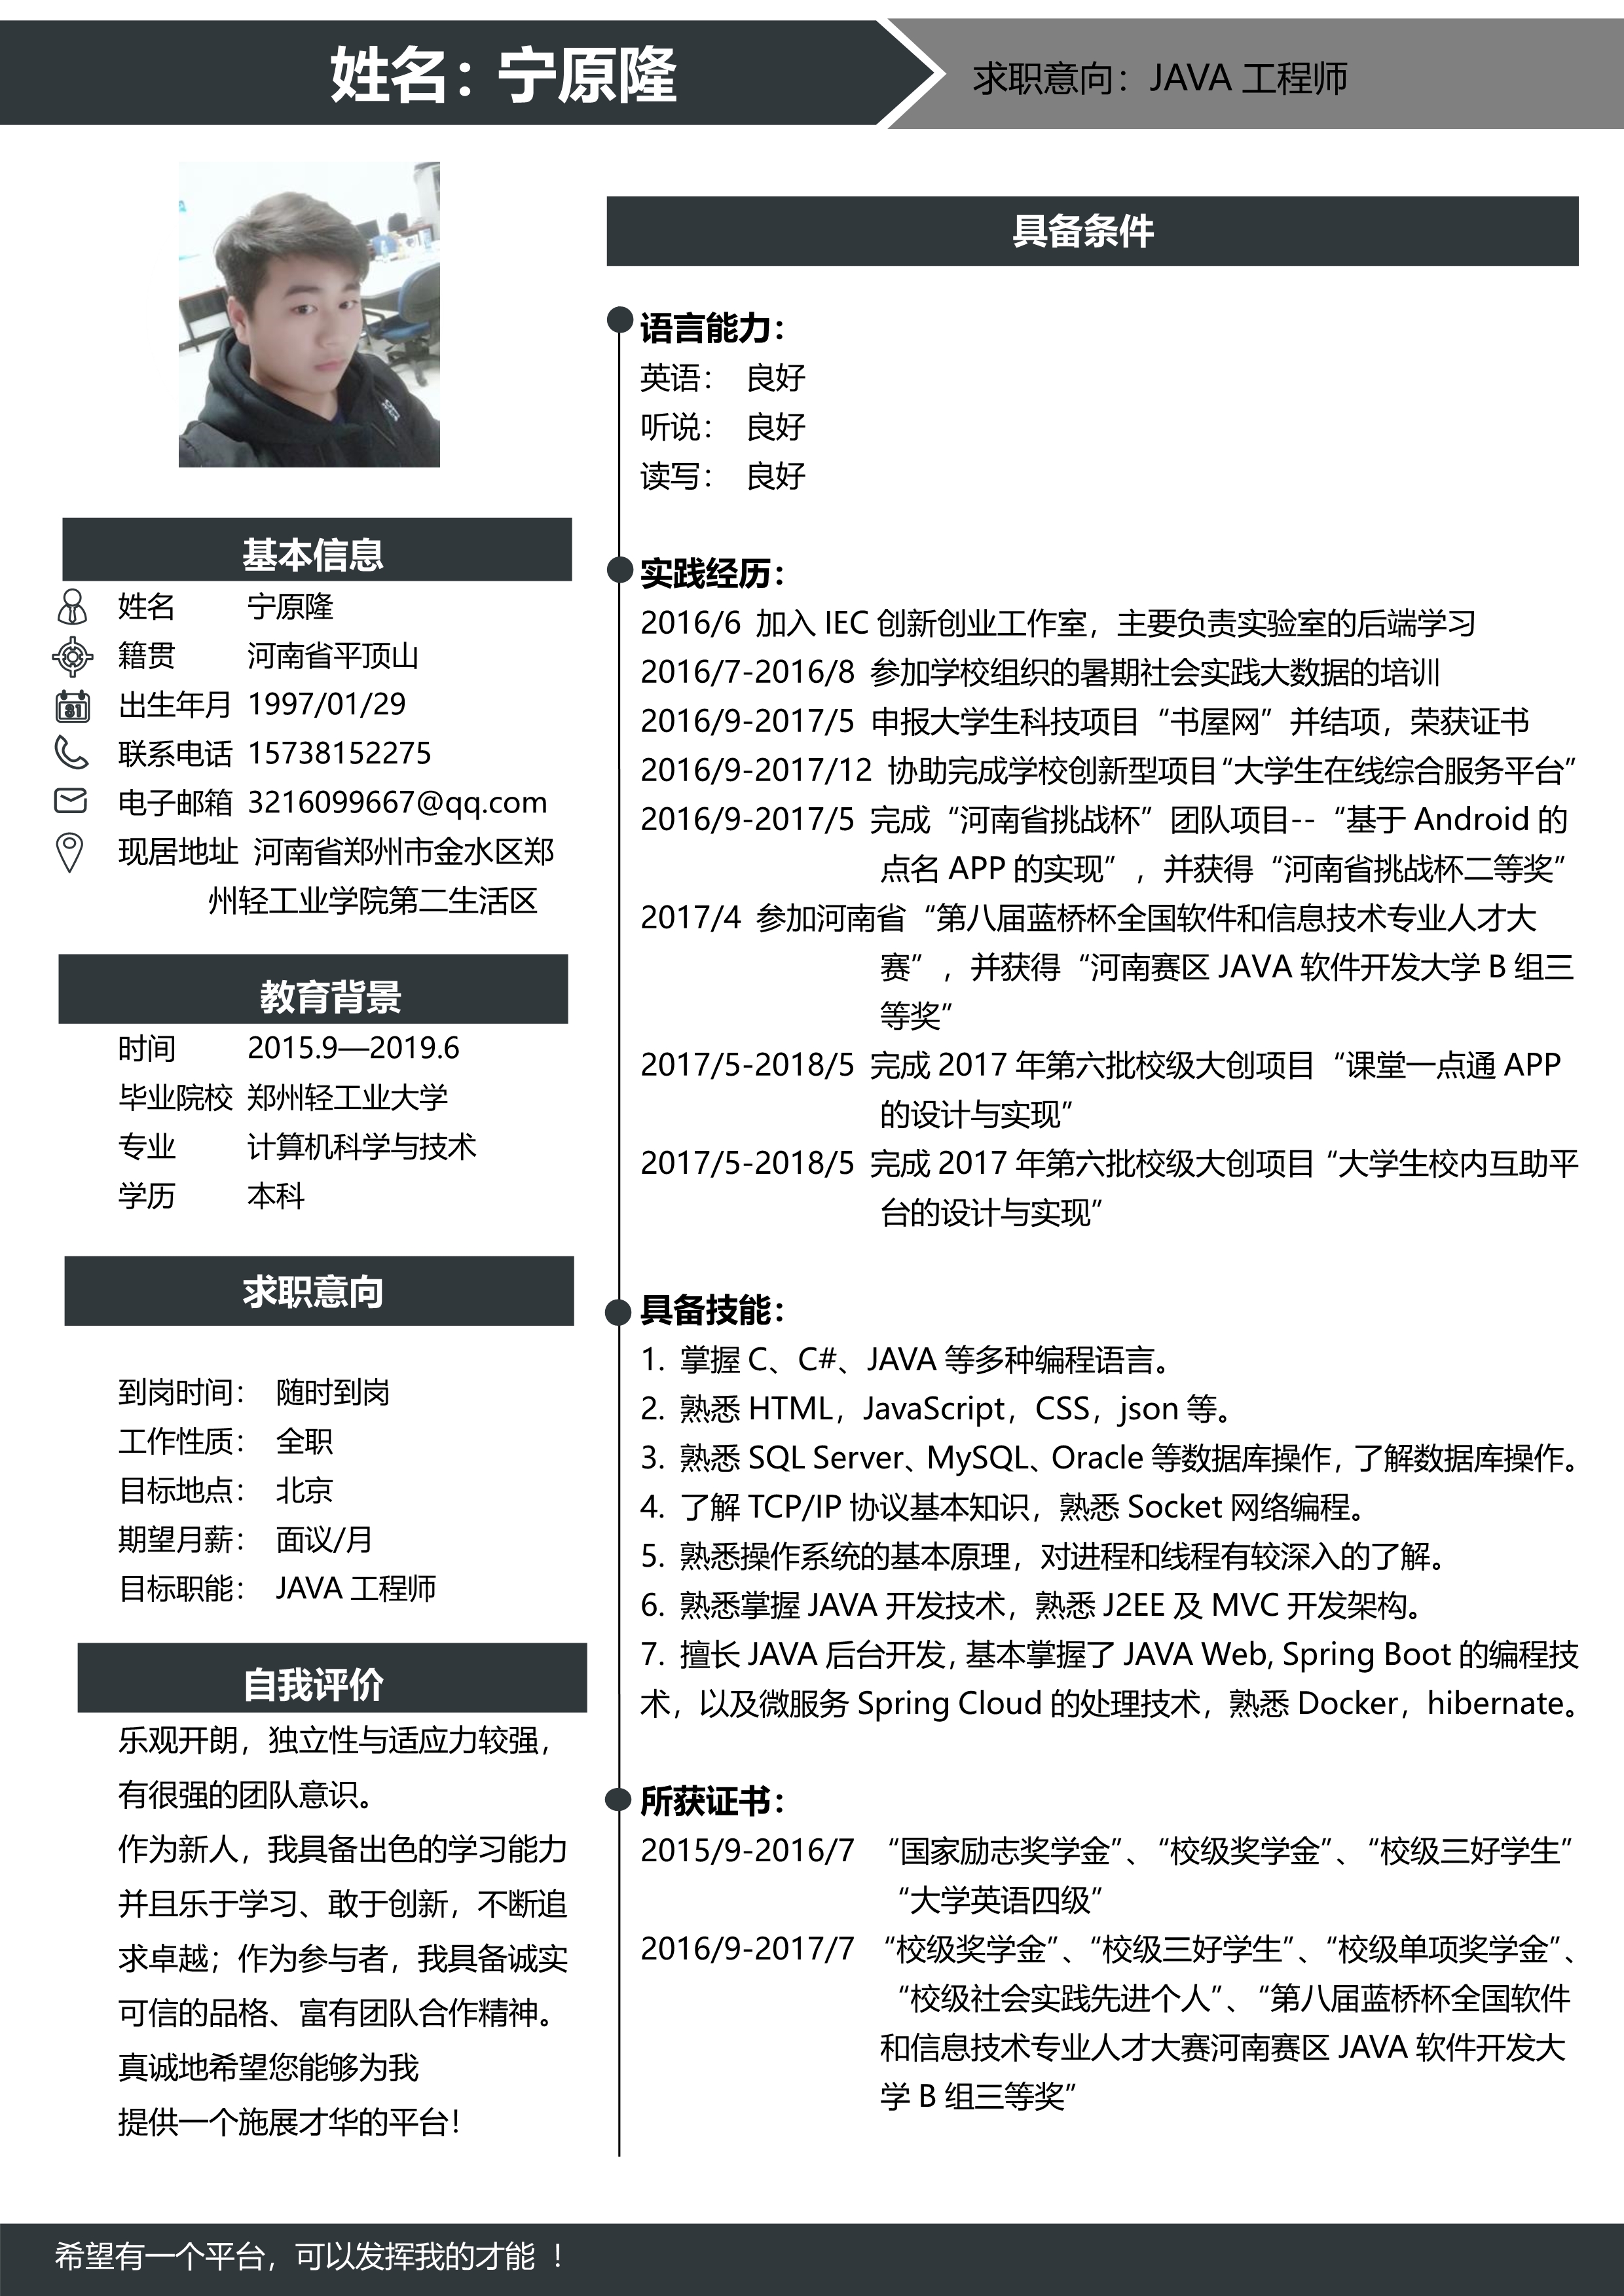 姓名：宁原隆
求职意向：JAVA 工程师
基本信息
姓名 宁原隆
籍贯 河南省平顶山
31
出生年月 1997/01/29
联系电话 15738152275
电子邮箱 3216099667@qq.com
现居地址 河南省郑州市金水区郑
州轻工业学院第二生活区
教育背景
时间 2015.9—2019.6
毕业院校 郑州轻工业大学
专业 计算机科学与技术
学历 本科
求职意向
到岗时间： 随时到岗
工作性质： 全职
目标地点： 北京
期望月薪： 面议/月
目标职能： JAVA 工程师
自我评价
乐观开朗，独立性与适应力较强，
有很强的团队意识。
作为新人，我具备出色的学习能力
并且乐于学习、敢于创新，不断追
求卓越；作为参与者，我具备诚实
可信的品格、富有团队合作精神。
真诚地希望您能够为我
提供一个施展才华的平台！
具备条件
语言能力：
英语： 良好
听说： 良好
读写： 良好
实践经历：
2016/6 加入 IEC 创新创业工作室，主要负责实验室的后端学习
2016/7-2016/8 参加学校组织的暑期社会实践大数据的培训
2016/9-2017/5 申报大学生科技项目“书屋网”并结项，荣获证书
2016/9-2017/12 协助完成学校创新型项目“大学生在线综合服务平台”
2016/9-2017/5 完成“河南省挑战杯”团队项目--“基于 Android 的
点名 APP 的实现”，并获得“河南省挑战杯二等奖”
2017/4 参加河南省“第八届蓝桥杯全国软件和信息技术专业人才大
赛”，并获得“河南赛区 JAVA 软件开发大学 B 组三
等奖”
2017/5-2018/5 完成 2017 年第六批校级大创项目“课堂一点通 APP
的设计与实现”
2017/5-2018/5 完成 2017 年第六批校级大创项目“大学生校内互助平
台的设计与实现”
具备技能：
1. 掌握 C、C#、JAVA 等多种编程语言。
2. 熟悉 HTML，JavaScript，CSS，json 等。
3. 熟悉 SQL Server、MySQL、Oracle 等数据库操作，了解数据库操作。
4. 了解 TCP/IP 协议基本知识，熟悉 Socket 网络编程。
5. 熟悉操作系统的基本原理，对进程和线程有较深入的了解。
6. 熟悉掌握 JAVA 开发技术，熟悉 J2EE 及 MVC 开发架构。
7. 擅长 JAVA 后台开发，基本掌握了 JAVA Web, Spring Boot 的编程技
术，以及微服务 Spring Cloud 的处理技术，熟悉 Docker，hibernate。
所获证书：
2015/9-2016/7 “国家励志奖学金”、“校级奖学金”、“校级三好学生”
“大学英语四级”
2016/9-2017/7 “校级奖学金”、“校级三好学生”、“校级单项奖学金”、
“校级社会实践先进个人”、“第八届蓝桥杯全国软件
和信息技术专业人才大赛河南赛区 JAVA 软件开发大
学 B 组三等奖”
希望有一个平台，可以发挥我的才能 ！